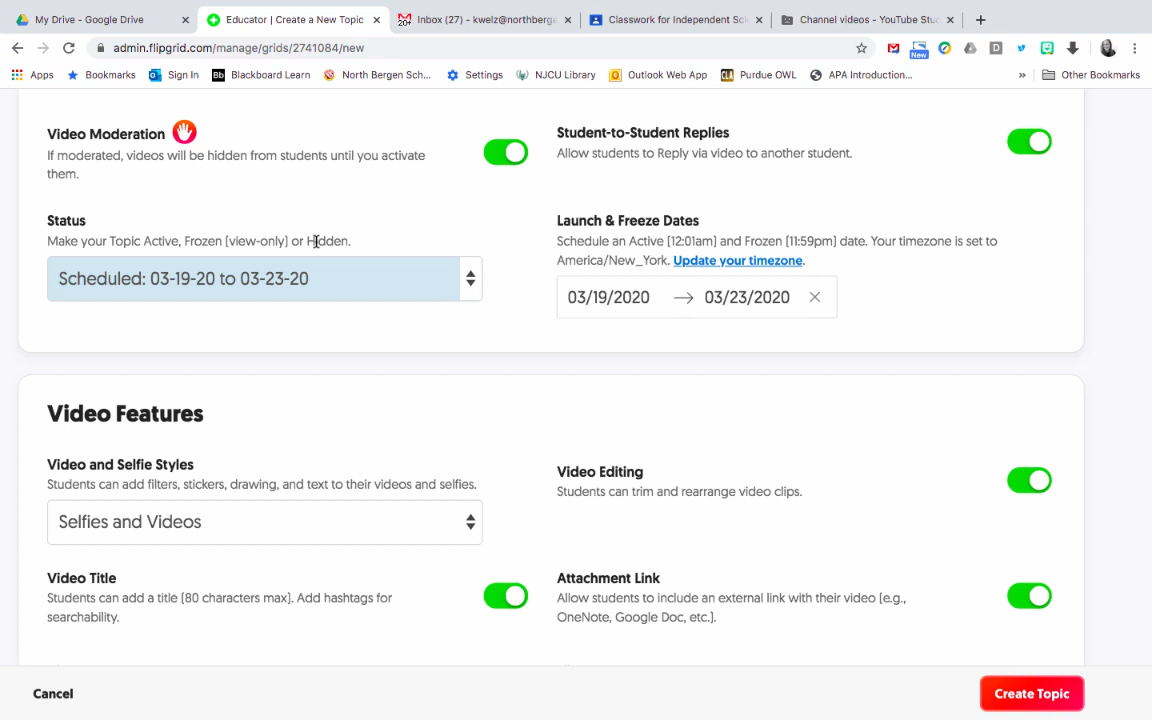 My Drive - Google Drive
Educator | Create a New Topic
Inbox (27) - kwelz@northberge
Classwork for Independent Sci
Channel videos - YouTube Stu
admin.flipgrid.com/manage/grids/2741084/new
New
Apps
Bookmarks
Sign In
Bb Blackboard Learn
North Bergen Sch...
Settings
NJCU Library
Outlook Web App
Purdue OWL
APA Introduction...
»
Other Bookmarks
Video Moderation
If moderated, videos will be hidden from students until you activate
them.
Student-to-Student Replies
Allow students to Reply via video to another student.
Status
Make your Topic Active, Frozen (view-only) or Hidden.
Scheduled: 03-19-20 to 03-23-20
Launch & Freeze Dates
Schedule an Active (12:01am) and Frozen (11:59pm) date. Your timezone is set to
America/New_York. Update your timezone.
03/19/2020 → 03/23/2020
Video Features
Video and Selfie Styles
Students can add filters, stickers, drawing, and text to their videos and selfies.
Selfies and Videos
Video Editing
Students can trim and rearrange video clips.
Video Title
Students can add a title (80 characters max). Add hashtags for
searchability.
Attachment Link
Allow students to include an external link with their video (e.g.,
OneNote, Google Doc, etc.).
Cancel
Create Topic